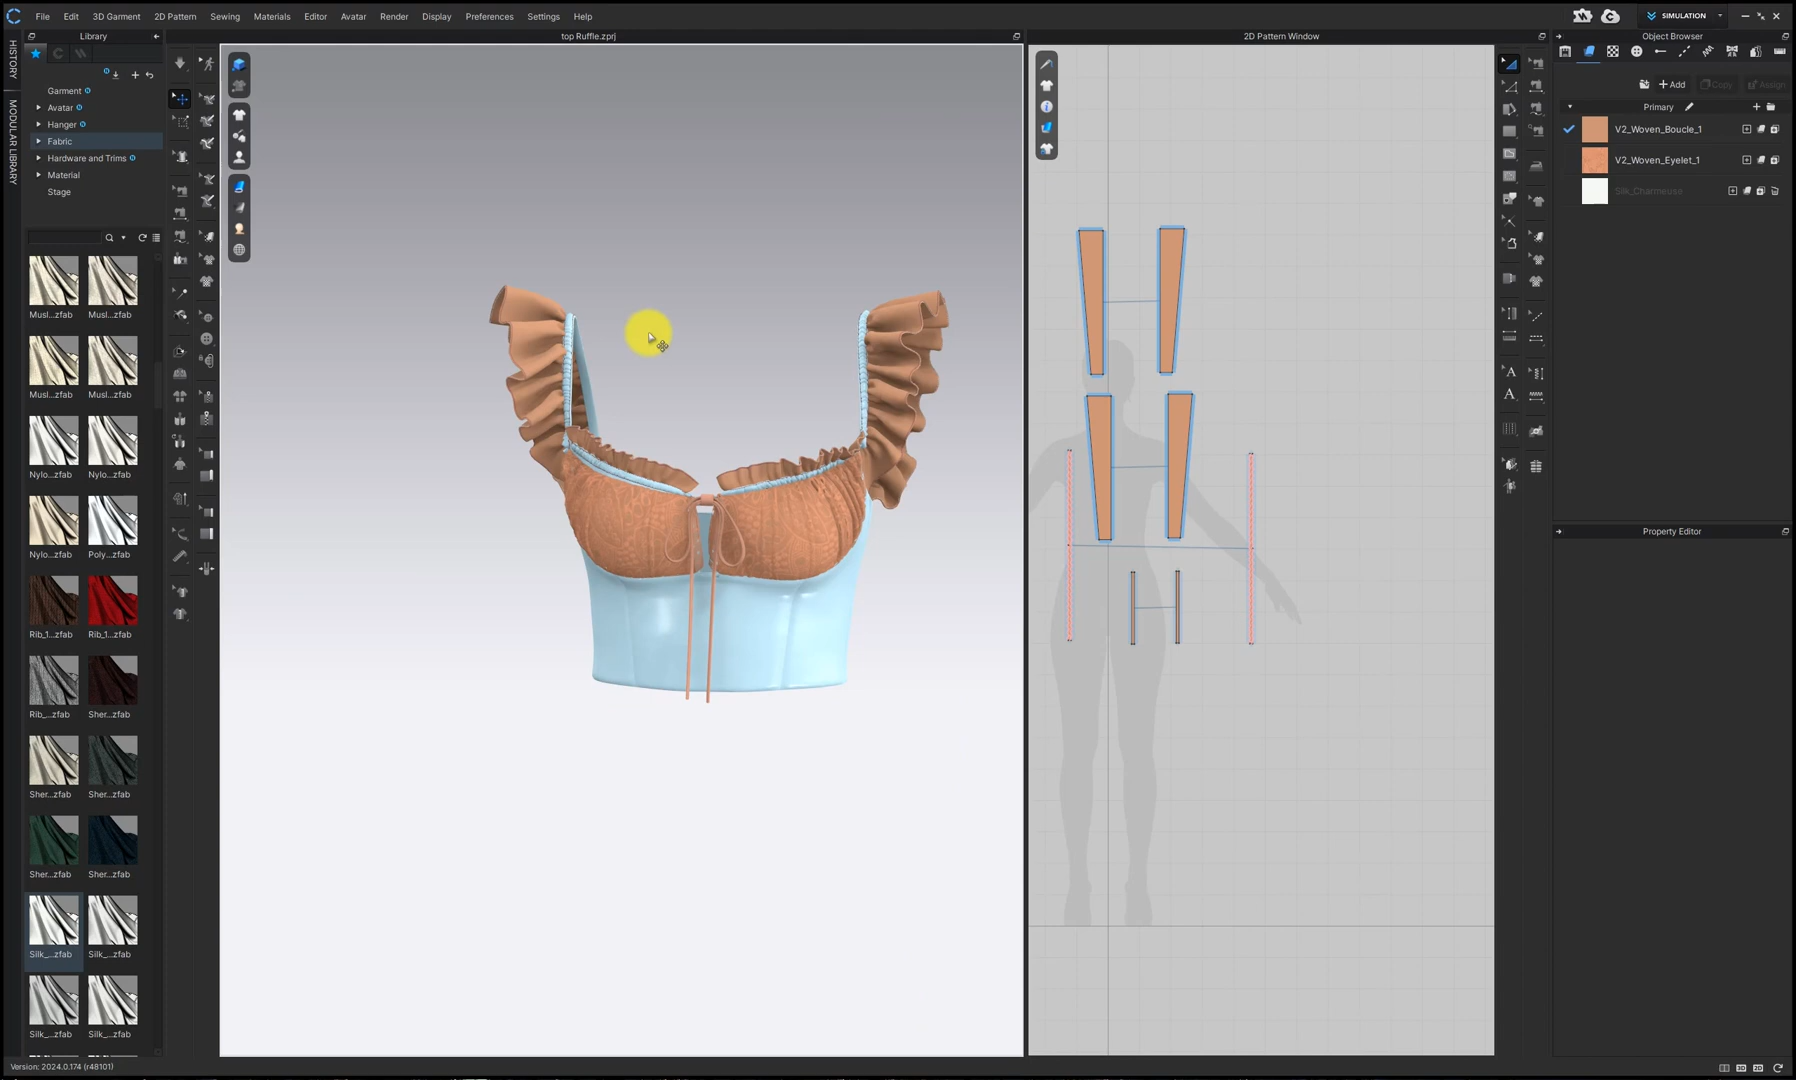 File Edit 3D Garment 2D Pattern Sewing Materials Editor Avatar Render Display Preferences Settings Help
SIMULATION
Library
top Ruffle.zprj
2D Pattern Window
Object Browser
HISTORY
MODULAR LIBRARY
Garment
Avatar
Hanger
Fabric
Hardware and Trims
Material
Stage
Musl...zfab Musl...zfab
Musl...zfab Musl...zfab
Nylo...zfab Nylo...zfab
Nylo...zfab Poly...zfab
Rib_1...zfab Rib_1...zfab
Rib_...zfab Sher...zfab
Sher...zfab Sher...zfab
Sher...zfab Sher...zfab
Silk_...zfab Silk_...zfab
Silk_...zfab Silk_...zfab
+ Add Copy Assign
Primary
V2_Woven_Boucle_1
V2_Woven_Eyelet_1
Silk_Charmeuse
Property Editor
Version: 2024.0.174 (r48101)